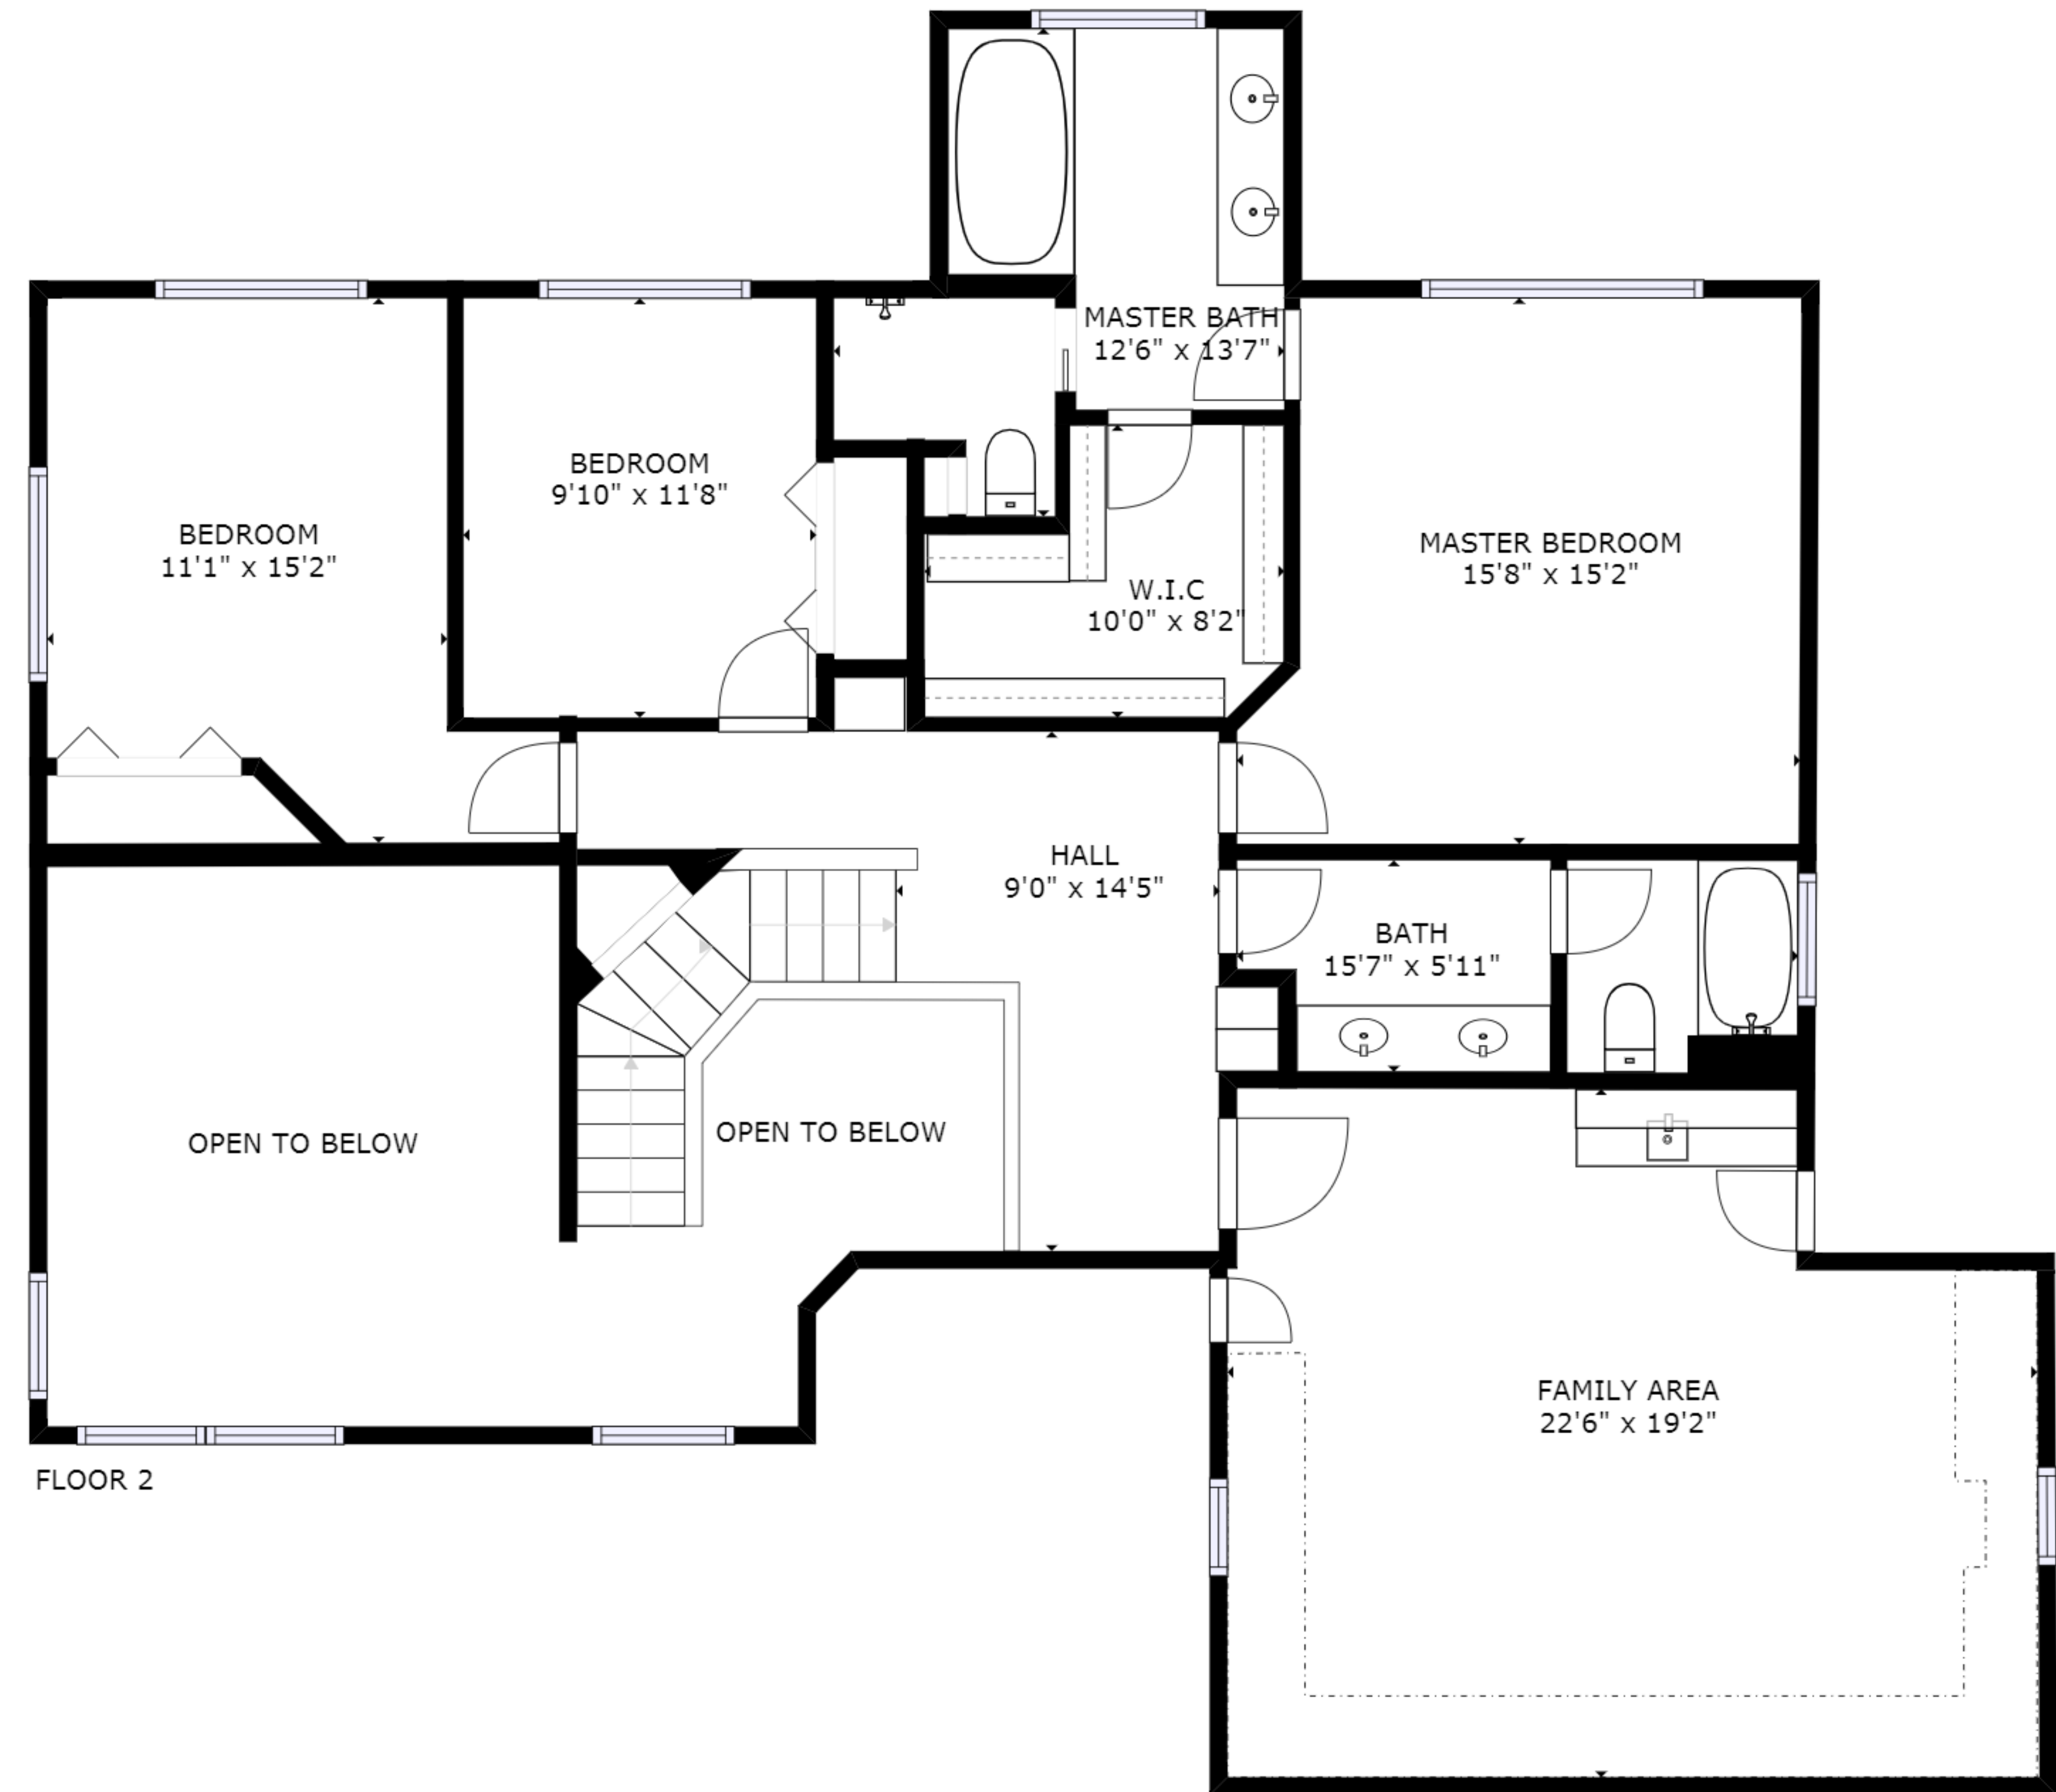 MASTER BATH
12'6" x 13'7"
BEDROOM
9'10" x 11'8"
BEDROOM
11'1" x 15'2"
MASTER BEDROOM
15'8" x 15'2"
W.I.C
10'0" x 8'2"
HALL
9'0" x 14'5"
BATH
15'7" x 5'11"
OPEN TO BELOW
OPEN TO BELOW
FAMILY AREA
22'6" x 19'2"
FLOOR 2